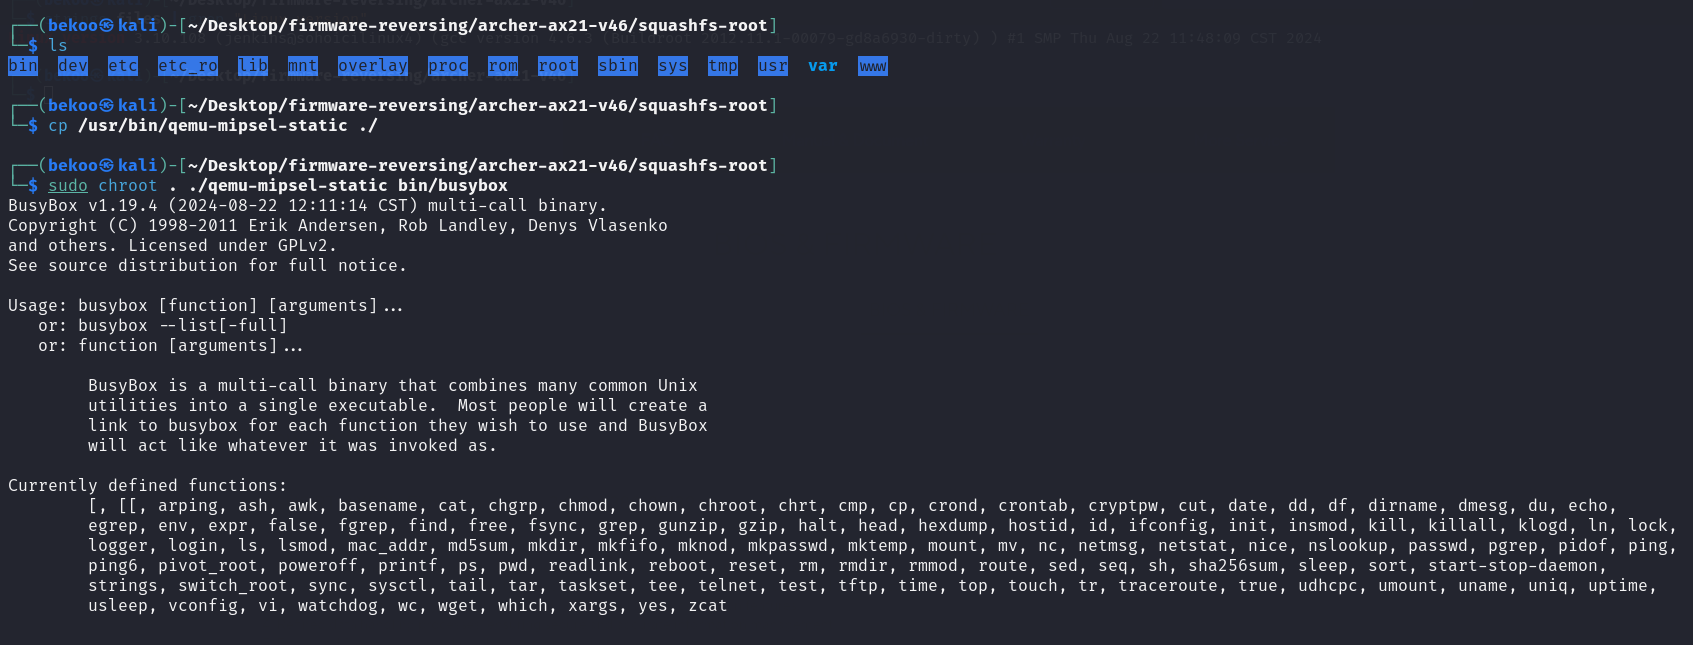 ┌──(bekoo㉿kali)-[~/Desktop/firmware-reversing/archer-ax21-v46/squashfs-root]
└─$ ls
bin dev etc etc_ro lib mnt overlay proc rom root sbin sys tmp usr var www
┌──(bekoo㉿kali)-[~/Desktop/firmware-reversing/archer-ax21-v46/squashfs-root]
└─$ cp /usr/bin/qemu-mipsel-static ./
┌──(bekoo㉿kali)-[~/Desktop/firmware-reversing/archer-ax21-v46/squashfs-root]
└─$ sudo chroot . ./qemu-mipsel-static bin/busybox
BusyBox v1.19.4 (2024-08-22 12:11:14 CST) multi-call binary.
Copyright (C) 1998-2011 Erik Andersen, Rob Landley, Denys Vlasenko
and others. Licensed under GPLv2.
See source distribution for full notice.
Usage: busybox [function] [arguments]...
or: busybox --list[-full]
or: function [arguments]...
BusyBox is a multi-call binary that combines many common Unix
utilities into a single executable.  Most people will create a
link to busybox for each function they wish to use and BusyBox
will act like whatever it was invoked as.
Currently defined functions:
[, [[, arping, ash, awk, basename, cat, chgrp, chmod, chown, chroot, chrt, cmp, cp, crond, crontab, cryptpw, cut, date, dd, df, dirname, dmesg, du, echo,
egrep, env, expr, false, fgrep, find, free, fsync, grep, gunzip, gzip, halt, head, hexdump, hostid, id, ifconfig, init, insmod, kill, killall, klogd, ln, lock,
logger, login, ls, lsmod, mac_addr, md5sum, mkdir, mkfifo, mknod, mkpasswd, mktemp, mount, mv, nc, netmsg, netstat, nice, nslookup, passwd, pgrep, pidof, ping,
ping6, pivot_root, poweroff, printf, ps, pwd, readlink, reboot, reset, rm, rmdir, rmmod, route, sed, seq, sh, sha256sum, sleep, sort, start-stop-daemon,
strings, switch_root, sync, sysctl, tail, tar, taskset, tee, telnet, test, tftp, time, top, touch, tr, traceroute, true, udhcpc, umount, uname, uniq, uptime,
usleep, vconfig, vi, watchdog, wc, wget, which, xargs, yes, zcat